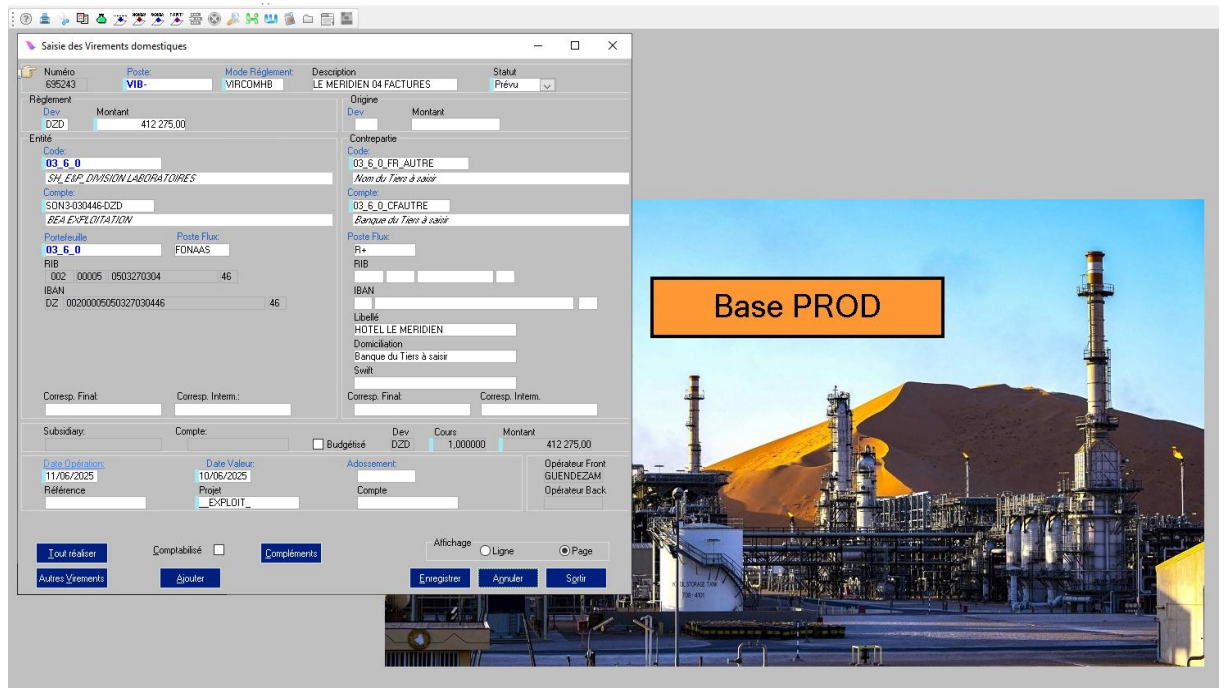 Saisie des Virements domestiques
Numéro Poste: Mode Règlement: Description Statut
695243 VIB- VIRCOMHB LE MERIDIEN 04 FACTURES Prévu
Règlement Origine
Dev Montant Dev Montant
DZD 412 275,00
Entité Contrepartie
Code: Code:
03_6_0 03_6_0_FR_AUTRE
SH_E&P_DIVISION LABORATOIRES Nom du Tiers à saisir
Compte: Compte:
SON3-030446-DZD 03_6_0_CFAUTRE
BEA EXPLOITATION Banque du Tiers à saisir
Portefeuille Poste Flux: Poste Flux:
03_6_0 FONAAS R+
RIB RIB
002 00005 0503270304 46
IBAN IBAN
DZ 00200005050327030446 46
Libellé
HOTEL LE MERIDIEN
Domiciliation
Banque du Tiers à saisir
Swift
Corresp. Final: Corresp. Interm.: Corresp. Final: Corresp. Interm.
Subsidiary: Compte: Dev Cours Montant
Budgétisé DZD 1,000000 412 275,00
Date Opération: Date Valeur: Adossement: Opérateur Front
11/06/2025 10/06/2025 GUENDEZAM
Référence Projet Compte Opérateur Back
__EXPLOIT_
Tout réaliser Comptabilisé Compléments Affichage Ligne Page
Autres Virements Ajouter Enregistrer Annuler Sortir
Base PROD